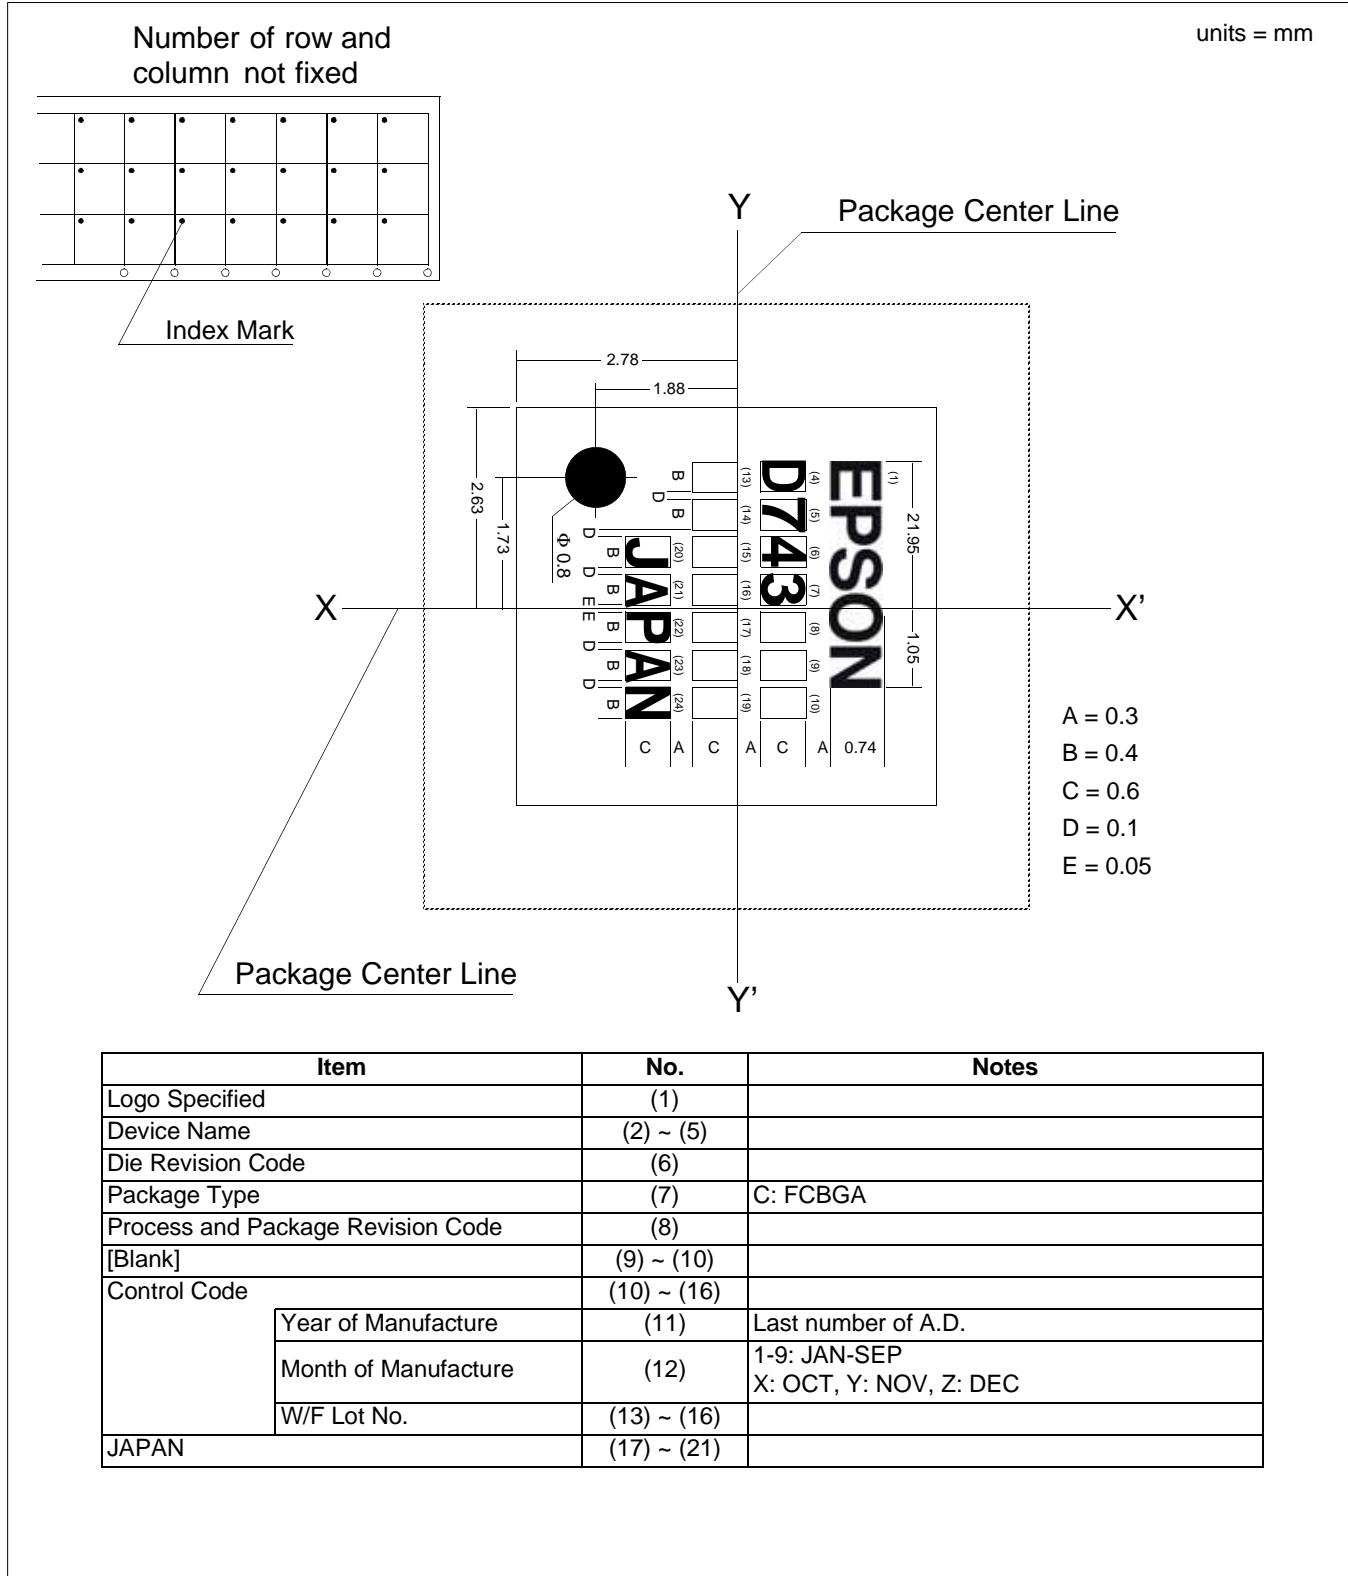 Number of row and
column not fixed
units = mm
Index Mark
Y
Package Center Line
2.78
1.88
2.63
1.73
Φ 0.8
21.95
1.05
X
X’
EPSON
(1)
D743
(4) (5) (6) (7) (8) (9) (10)
(13) (14) (15) (16) (17) (18) (19)
B D B
JAPAN
(20) (21) (22) (23) (24)
D D E E D D
B B B B B
C A C A C A 0.74
A = 0.3
B = 0.4
C = 0.6
D = 0.1
E = 0.05
Package Center Line
Y’
Item No. Notes
Logo Specified (1)
Device Name (2) ~ (5)
Die Revision Code (6)
Package Type (7) C: FCBGA
Process and Package Revision Code (8)
[Blank] (9) ~ (10)
Control Code (10) ~ (16)
Year of Manufacture (11) Last number of A.D.
Month of Manufacture (12) 1-9: JAN-SEP
X: OCT, Y: NOV, Z: DEC
W/F Lot No. (13) ~ (16)
JAPAN (17) ~ (21)